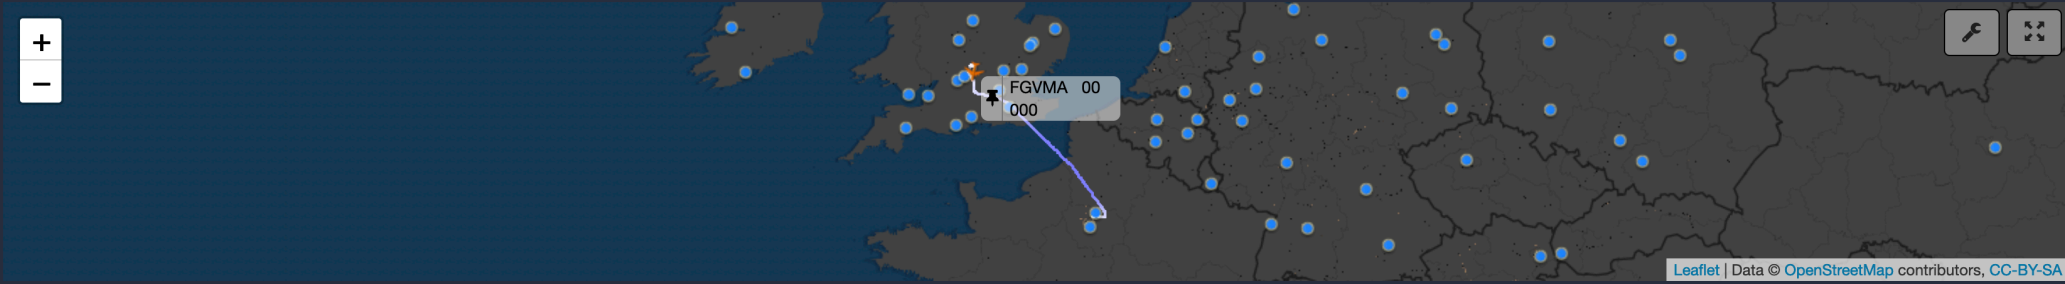 +
−
FGVMA 00
000
Leaflet | Data © OpenStreetMap contributors, CC-BY-SA